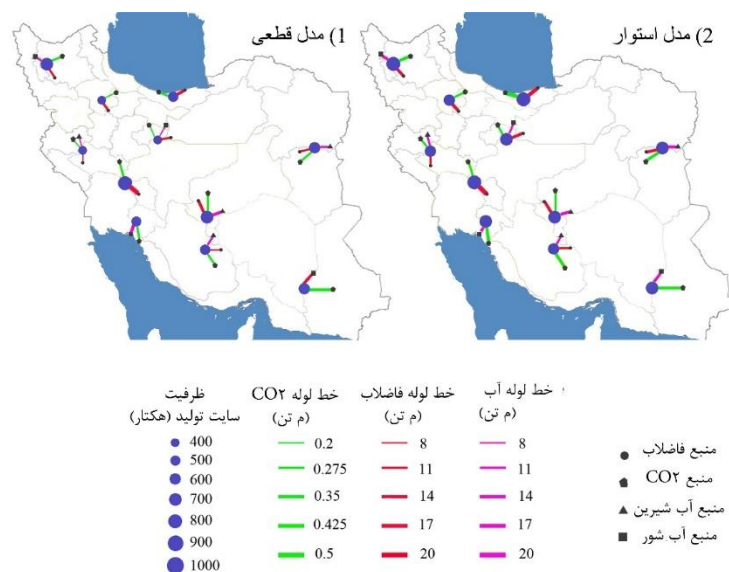 1) مدل قطعی
2) مدل استوار
ظرفیت
سایت تولید (هکتار)
400
500
600
700
800
900
1000
خط لوله CO۲
(م تن)
0.2
0.275
0.35
0.425
0.5
خط لوله فاضلاب
(م تن)
8
11
14
17
20
خط لوله آب
(م تن)
8
11
14
17
20
منبع فاضلاب
منبع CO۲
منبع آب شیرین
منبع آب شور